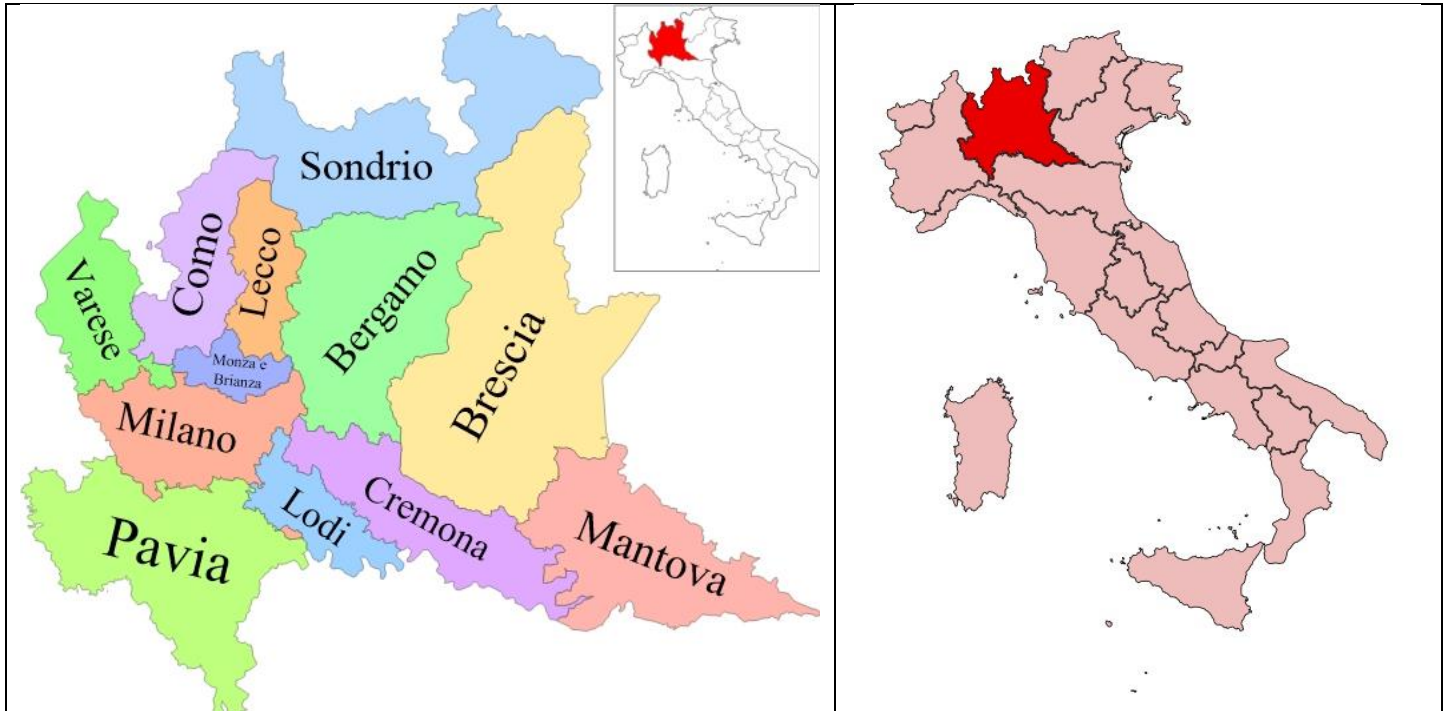 Sondrio
Como
Lecco
Varese
Bergamo
Brescia
Monza e
Brianza
Milano
Lodi
Cremona
Pavia
Mantova